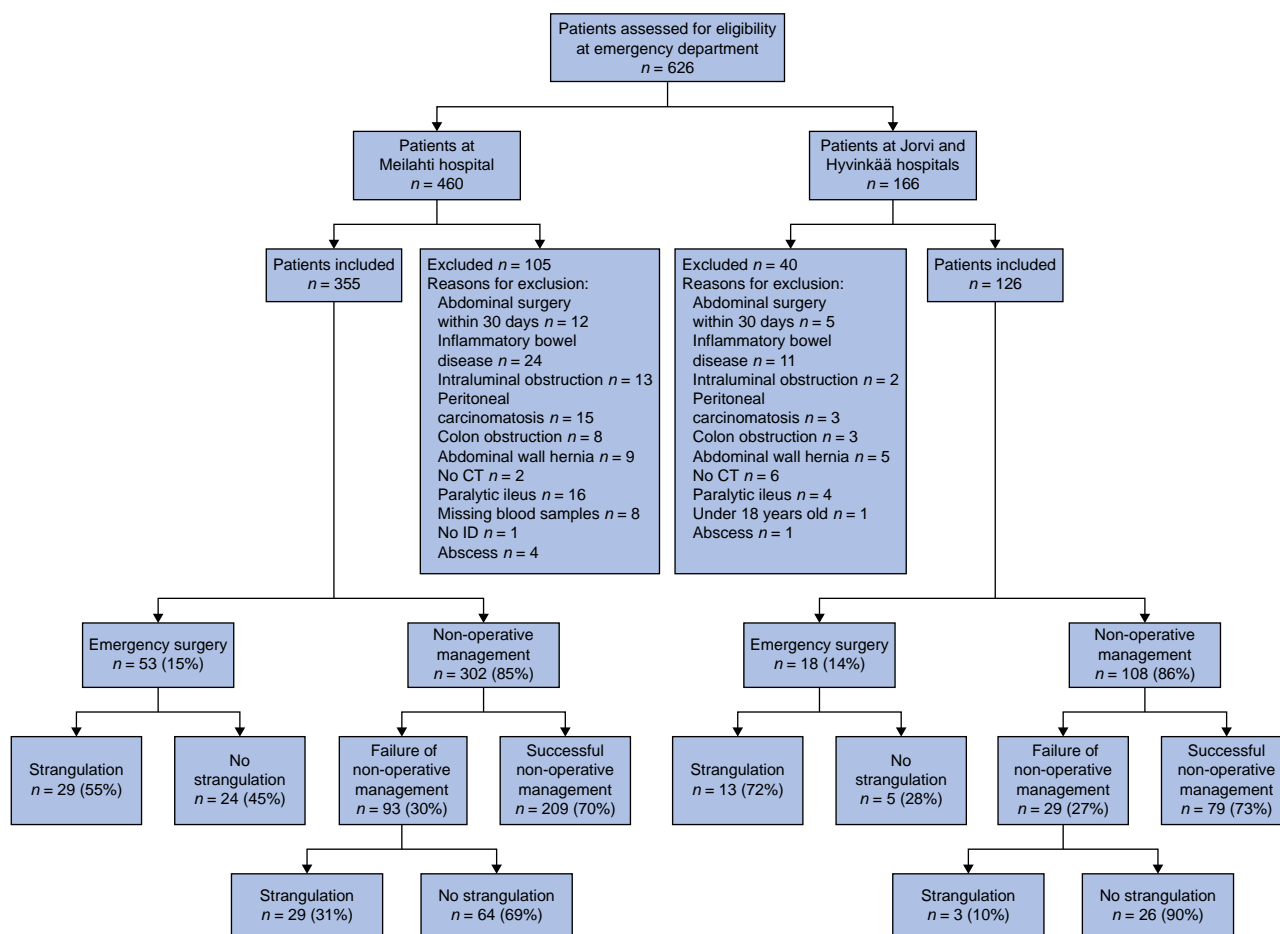 Patients assessed for eligibility
at emergency department
n = 626
Patients at
Meilahti hospital
n = 460
Patients at Jorvi and
Hyvinkää hospitals
n = 166
Patients included
n = 355
Excluded n = 105
Reasons for exclusion:
Abdominal surgery
within 30 days n = 12
Inflammatory bowel
disease n = 24
Intraluminal obstruction n = 13
Peritoneal
carcinomatosis n = 15
Colon obstruction n = 8
Abdominal wall hernia n = 9
No CT n = 2
Paralytic ileus n = 16
Missing blood samples n = 8
No ID n = 1
Abscess n = 4
Excluded n = 40
Reasons for exclusion:
Abdominal surgery
within 30 days n = 5
Inflammatory bowel
disease n = 11
Intraluminal obstruction n = 2
Peritoneal
carcinomatosis n = 3
Colon obstruction n = 3
Abdominal wall hernia n = 5
No CT n = 6
Paralytic ileus n = 4
Under 18 years old n = 1
Abscess n = 1
Patients included
n = 126
Emergency surgery
n = 53 (15%)
Non-operative
management
n = 302 (85%)
Emergency surgery
n = 18 (14%)
Non-operative
management
n = 108 (86%)
Strangulation
n = 29 (55%)
No
strangulation
n = 24 (45%)
Failure of
non-operative
management
n = 93 (30%)
Successful
non-operative
management
n = 209 (70%)
Strangulation
n = 13 (72%)
No
strangulation
n = 5 (28%)
Failure of
non-operative
management
n = 29 (27%)
Successful
non-operative
management
n = 79 (73%)
Strangulation
n = 29 (31%)
No strangulation
n = 64 (69%)
Strangulation
n = 3 (10%)
No strangulation
n = 26 (90%)